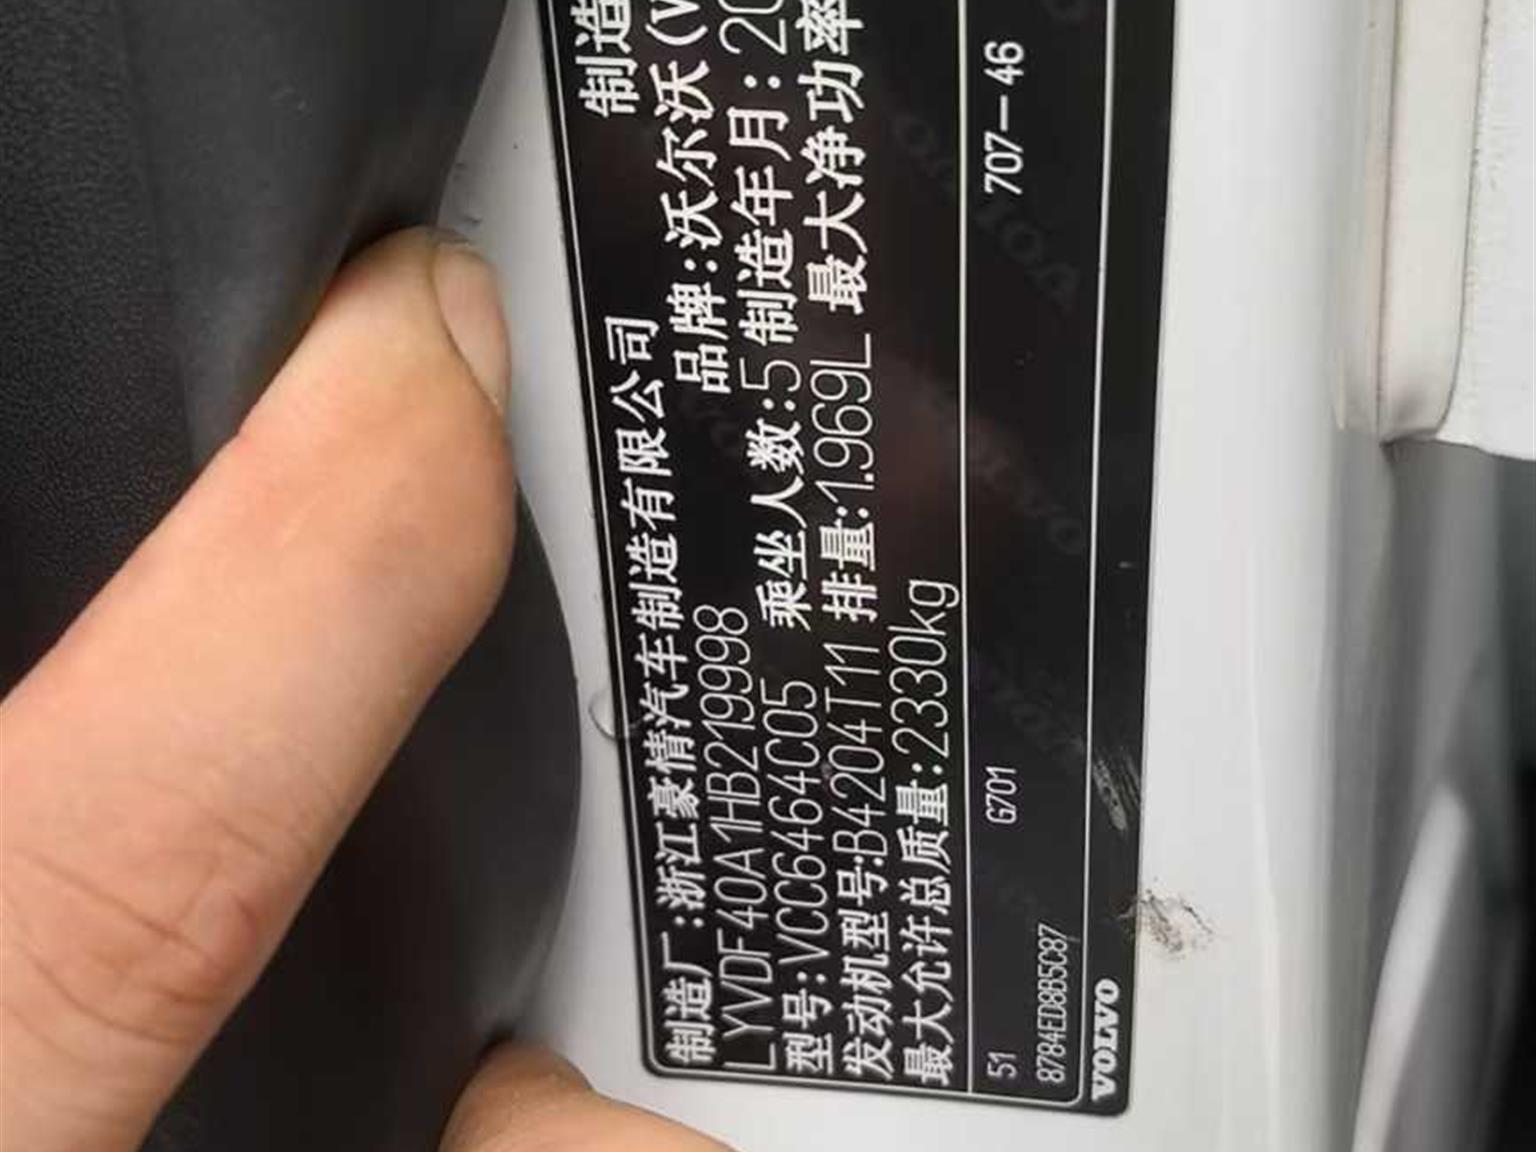 制造厂:浙江豪情汽车制造有限公司 制造
LYVDF40A1HB219998 品牌:沃尔沃(V
型号:VCC6464C05 乘坐人数:5 制造年月:20
发动机型号:B4204T11 排量:1.969L 最大净功率
最大允许总质量:2330kg
51 G701 707-46
8784ED8B5C87
VOLVO